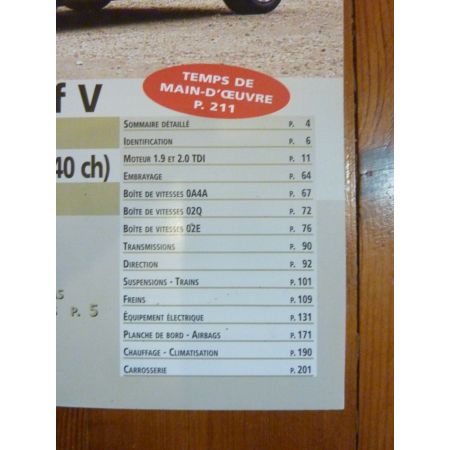 TEMPS DE
MAIN-D'ŒUVRE
P. 211
f V
40 ch)
P. 5
SOMMAIRE DÉTAILLÉ P. 4
IDENTIFICATION P. 6
MOTEUR 1.9 ET 2.0 TDI P. 11
EMBRAYAGE P. 64
BOÎTE DE VITESSES 0A4A P. 67
BOÎTE DE VITESSES 02Q P. 72
BOÎTE DE VITESSES 02E P. 76
TRANSMISSIONS P. 90
DIRECTION P. 92
SUSPENSIONS - TRAINS P. 101
FREINS P. 109
ÉQUIPEMENT ÉLECTRIQUE P. 131
PLANCHE DE BORD - AIRBAGS P. 171
CHAUFFAGE - CLIMATISATION P. 190
CARROSSERIE P. 201